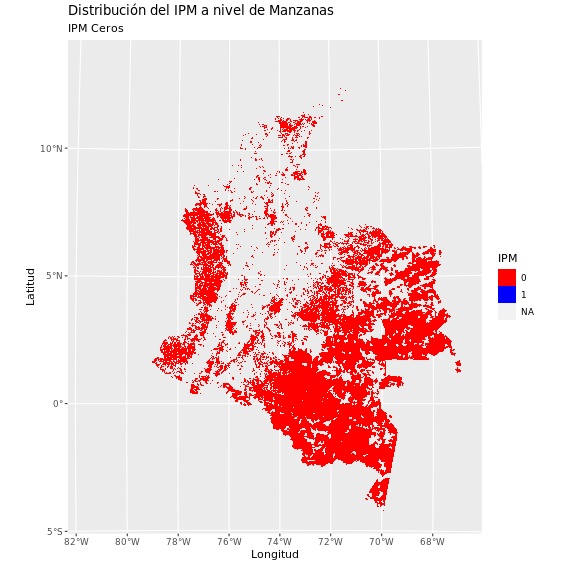 Distribución del IPM a nivel de Manzanas
IPM Ceros
10°N
5°N
0°
5°S
Latitud
82°W 80°W 78°W 76°W 74°W 72°W 70°W 68°W
Longitud
IPM
0
1
NA